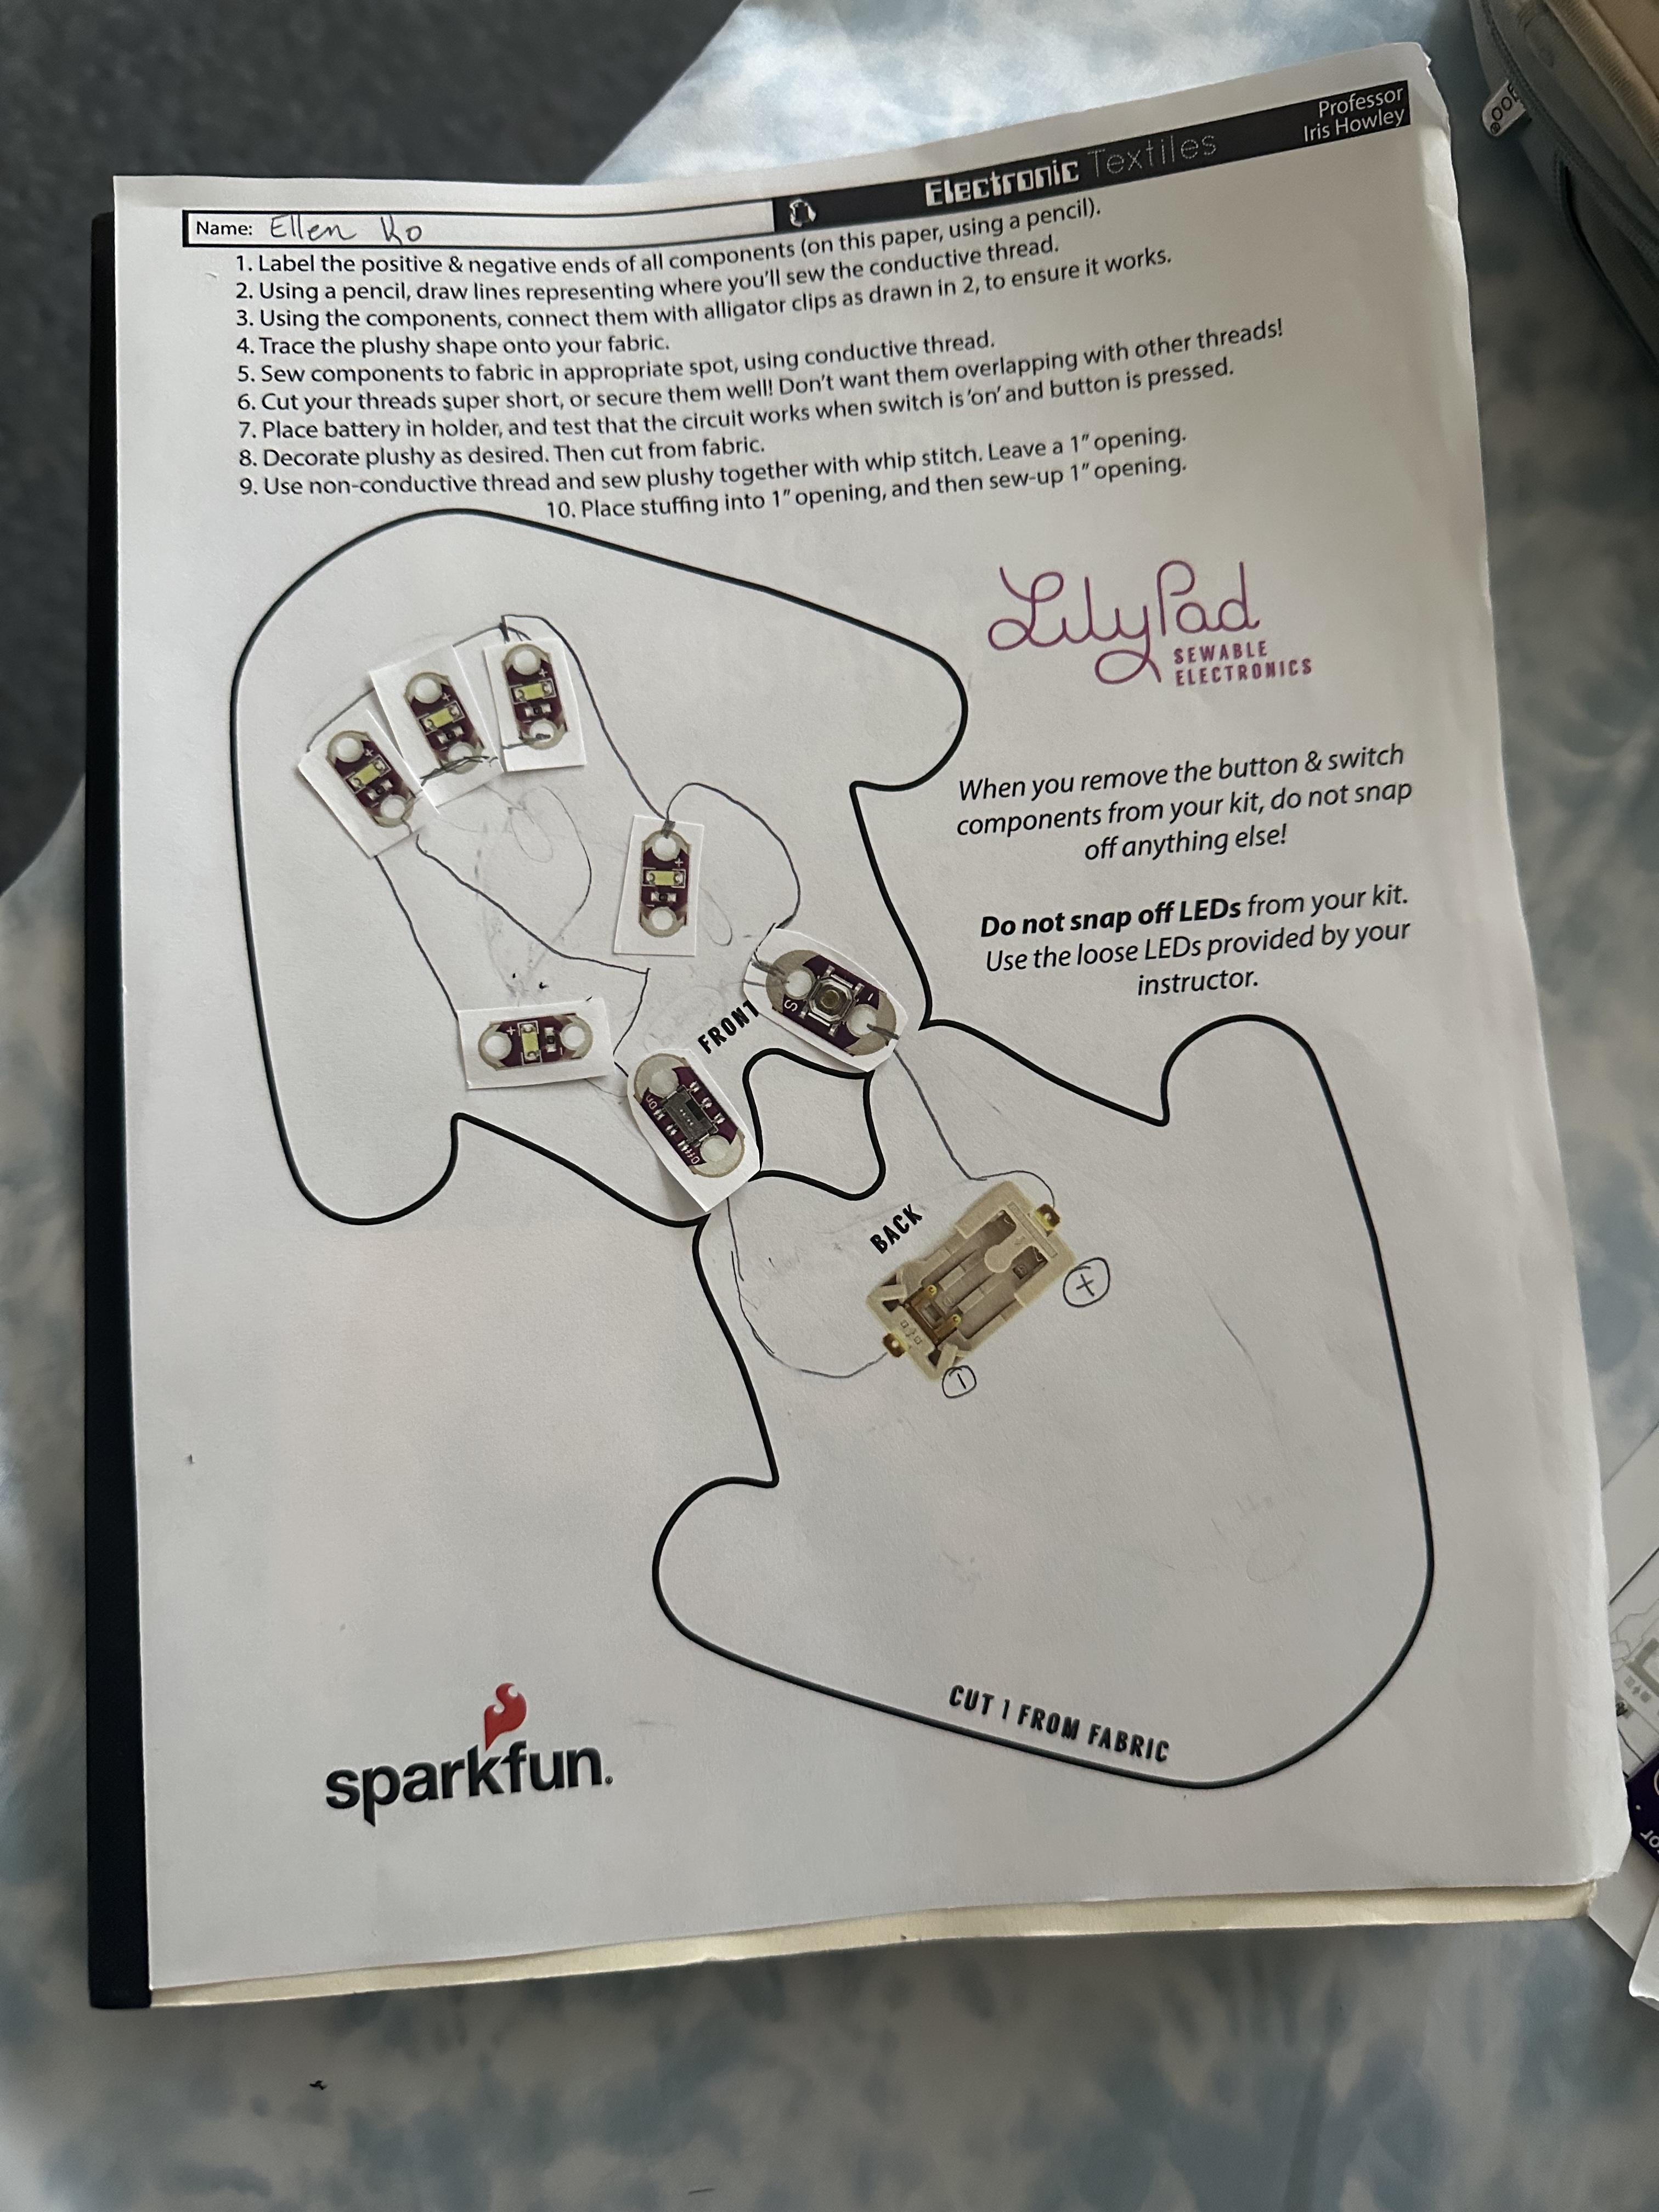 Professor
Iris Howley
Electronic Textiles
Name: Ellen Ko
1. Label the positive & negative ends of all components (on this paper, using a pencil).
2. Using a pencil, draw lines representing where you'll sew the conductive thread.
3. Using the components, connect them with alligator clips as drawn in 2, to ensure it works.
4. Trace the plushy shape onto your fabric.
5. Sew components to fabric in appropriate spot, using conductive thread.
6. Cut your threads super short, or secure them well! Don't want them overlapping with other threads!
7. Place battery in holder, and test that the circuit works when switch is 'on' and button is pressed.
8. Decorate plushy as desired. Then cut from fabric.
9. Use non-conductive thread and sew plushy together with whip stitch. Leave a 1" opening.
10. Place stuffing into 1" opening, and then sew-up 1" opening.
LilyPad
SEWABLE
ELECTRONICS
When you remove the button & switch
components from your kit, do not snap
off anything else!
Do not snap off LEDs from your kit.
Use the loose LEDs provided by your
instructor.
+
+
+
+
+
-
FRONT
S
-
On
Off
BACK
+
-
CUT 1 FROM FABRIC
sparkfun.